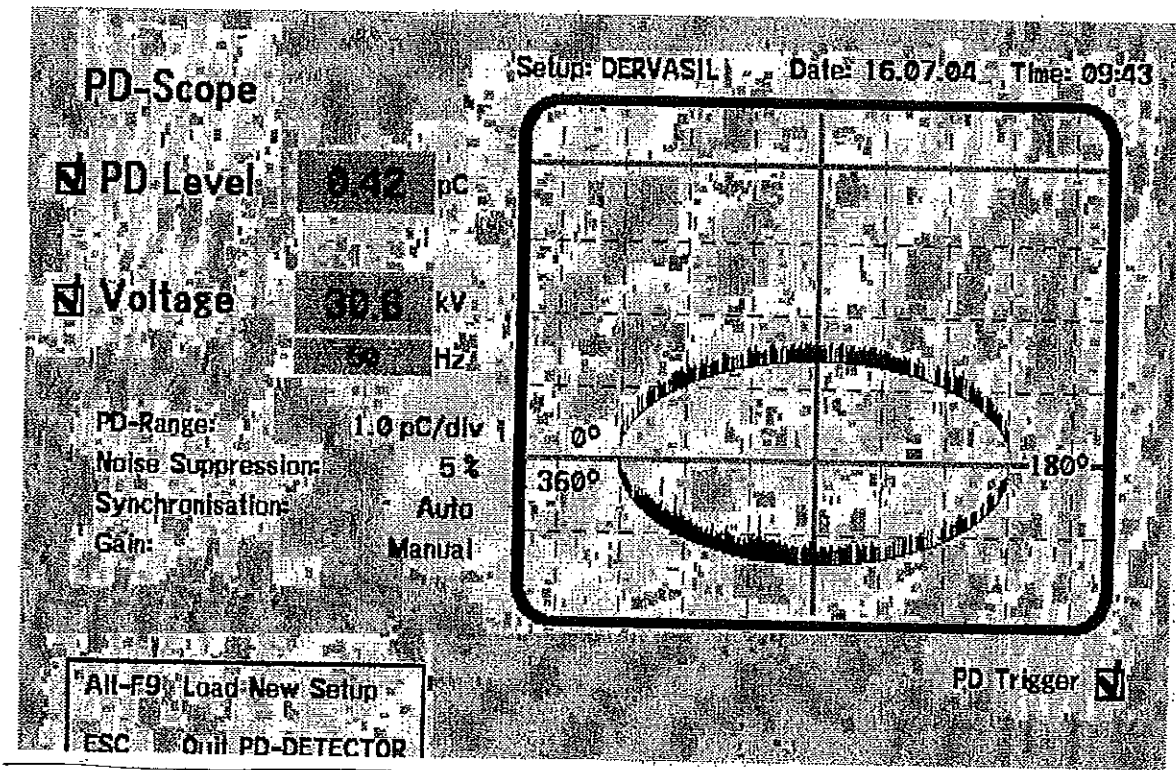 PD-Scope
PD-Level 0.42 pC
Voltage 30.6 kV
50 Hz
PD-Range: 1.0 pC/div
Noise Suppression: 5 %
Synchronisation: Auto
Gain: Manual
Alt-F9 Load New Setup
ESC Quit PD-DETECTOR
Setup: DERVASIL Date: 16.07.04 Time: 09:43
0°
360°
180°
PD Trigger